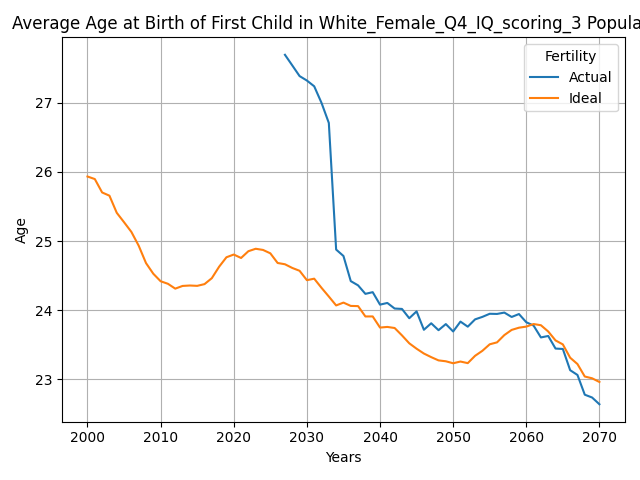 Average Age at Birth of First Child in White_Female_Q4_IQ_scoring_3 Popula
Fertility
Actual
Ideal
27
26
25
24
23
Age
2000 2010 2020 2030 2040 2050 2060 2070
Years